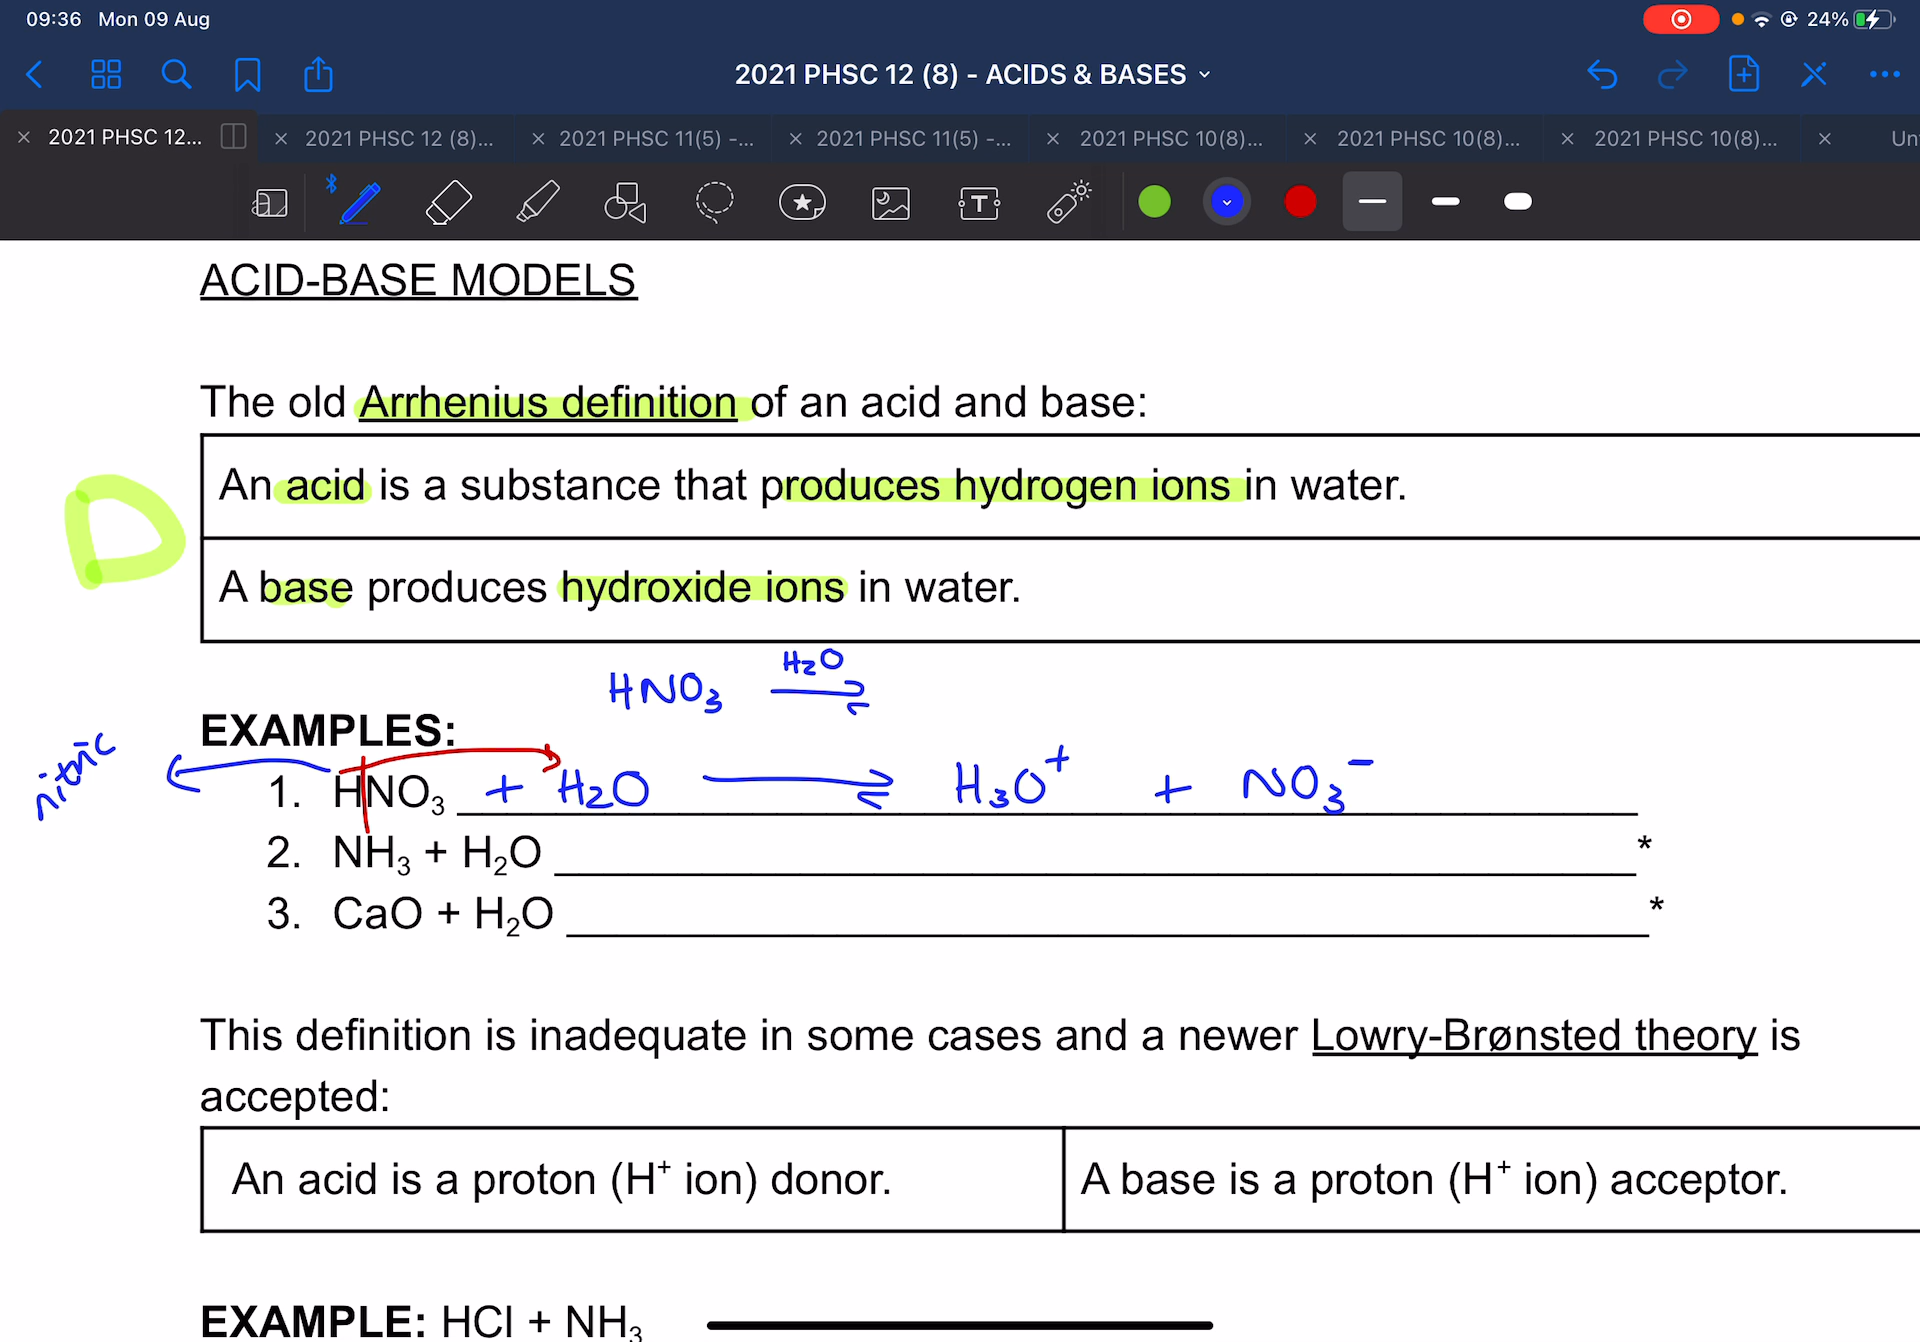 09:36 Mon 09 Aug 24%
2021 PHSC 12 (8) - ACIDS & BASES
2021 PHSC 12... 2021 PHSC 12 (8)... 2021 PHSC 11(5) -... 2021 PHSC 11(5) -... 2021 PHSC 10(8)... 2021 PHSC 10(8)... 2021 PHSC 10(8)... Un
ACID-BASE MODELS
The old Arrhenius definition of an acid and base:
An acid is a substance that produces hydrogen ions in water.
A base produces hydroxide ions in water.
H₂O
HNO₃ ⇌
EXAMPLES:
nitric
1. HNO₃ + H₂O ⇌ H₃O⁺ + NO₃⁻
2. NH₃ + H₂O ____ *
3. CaO + H₂O ____ *
This definition is inadequate in some cases and a newer Lowry-Brønsted theory is
accepted:
An acid is a proton (H⁺ ion) donor. A base is a proton (H⁺ ion) acceptor.
EXAMPLE: HCl + NH₃